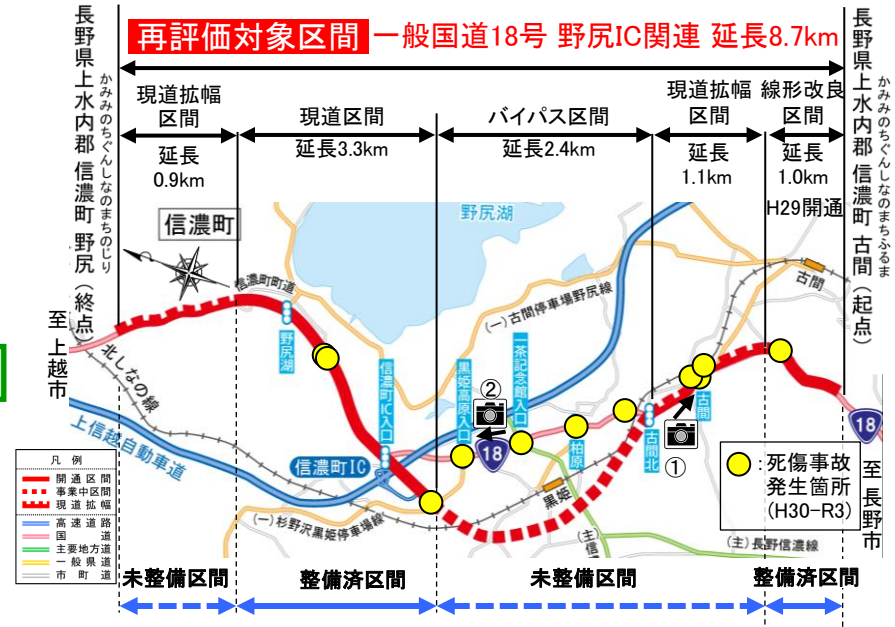 再評価対象区間 一般国道18号 野尻IC関連 延長8.7km
長野県上水内郡信濃町野尻(終点)
かみみのちぐんしなのまちのじり
至 上越市
長野県上水内郡信濃町古間(起点)
かみみのちぐんしなのまちふるま
至 長野市
現道拡幅
区間
延長
0.9km
現道区間
延長3.3km
バイパス区間
延長2.4km
現道拡幅
区間
延長
1.1km
線形改良
区間
延長
1.0km
H29開通
信濃町
野尻湖
信濃町町道
野尻湖
(一)古間停車場野尻線
古間
北しなの線
信濃町IC入口
黒姫高原入口
②
一茶記念館入口
18
柏原
古間北
古間
①
18
上信越自動車道
信濃町IC
黒姫
(一)杉野沢黒姫停車場線
(主)信
(主)長野信濃線
:死傷事故
発生箇所
(H30-R3)
凡例
開通区間
事業中区間
現道拡幅
高速道路
国道
主要地方道
一般県道
市町道
未整備区間
整備済区間
未整備区間
整備済区間